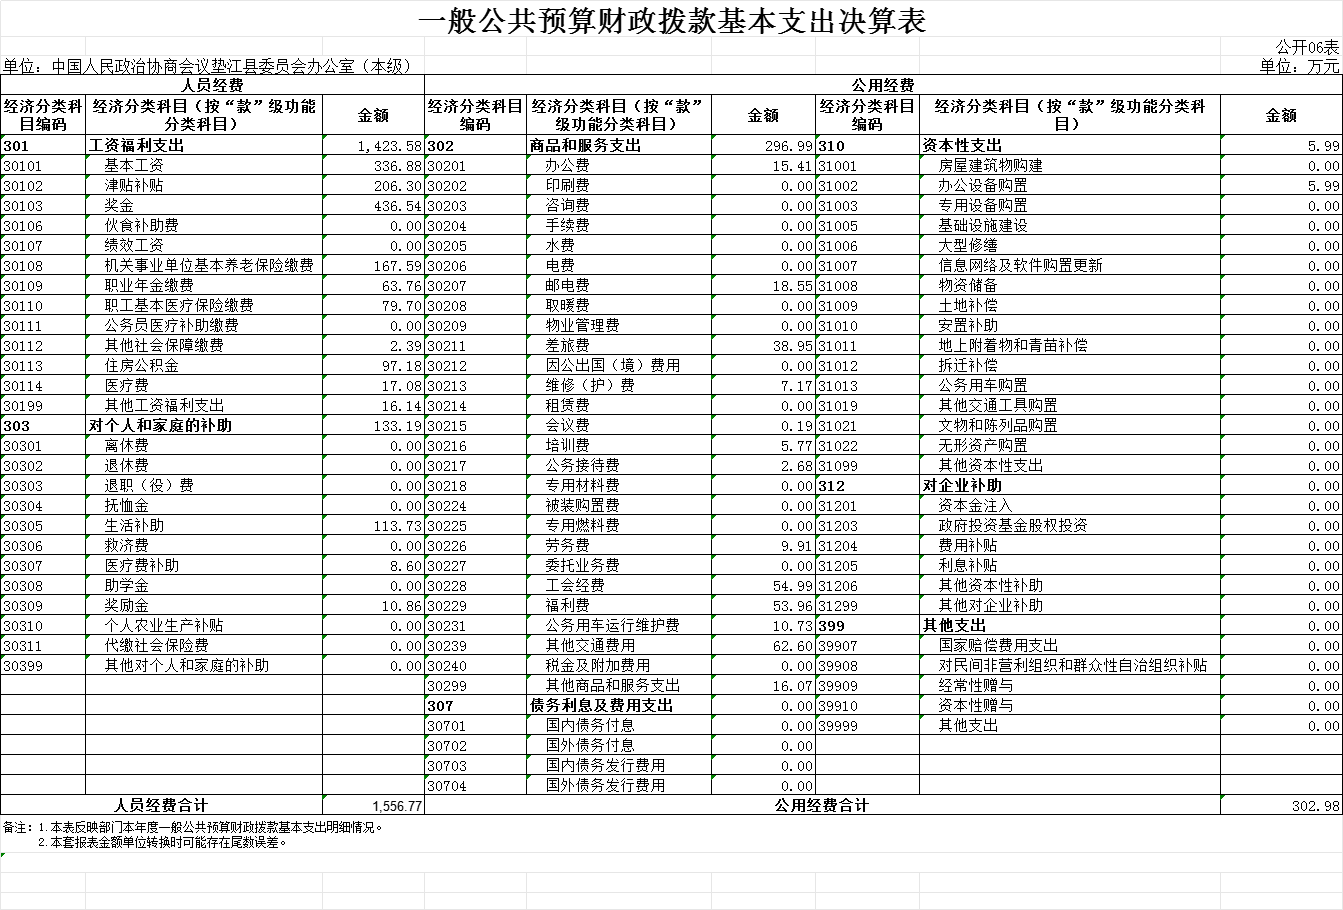 一般公共预算财政拨款基本支出决算表
公开06表
单位：中国人民政治协商会议垫江县委员会办公室（本级） 单位：万元
人员经费 公用经费
经济分类科目编码 经济分类科目（按“款”级功能分类科目） 金额 经济分类科目编码 经济分类科目（按“款”级功能分类科目） 金额 经济分类科目编码 经济分类科目（按“款”级功能分类科目） 金额
301 工资福利支出 1,423.58 302 商品和服务支出 296.99 310 资本性支出 5.99
30101 基本工资 336.88 30201 办公费 15.41 31001 房屋建筑物购建 0.00
30102 津贴补贴 206.30 30202 印刷费 0.00 31002 办公设备购置 5.99
30103 奖金 436.54 30203 咨询费 0.00 31003 专用设备购置 0.00
30106 伙食补助费 0.00 30204 手续费 0.00 31005 基础设施建设 0.00
30107 绩效工资 0.00 30205 水费 0.00 31006 大型修缮 0.00
30108 机关事业单位基本养老保险缴费 167.59 30206 电费 0.00 31007 信息网络及软件购置更新 0.00
30109 职业年金缴费 63.76 30207 邮电费 18.55 31008 物资储备 0.00
30110 职工基本医疗保险缴费 79.70 30208 取暖费 0.00 31009 土地补偿 0.00
30111 公务员医疗补助缴费 0.00 30209 物业管理费 0.00 31010 安置补助 0.00
30112 其他社会保障缴费 2.39 30211 差旅费 38.95 31011 地上附着物和青苗补偿 0.00
30113 住房公积金 97.18 30212 因公出国（境）费用 0.00 31012 拆迁补偿 0.00
30114 医疗费 17.08 30213 维修（护）费 7.17 31013 公务用车购置 0.00
30199 其他工资福利支出 16.14 30214 租赁费 0.00 31019 其他交通工具购置 0.00
303 对个人和家庭的补助 133.19 30215 会议费 0.19 31021 文物和陈列品购置 0.00
30301 离休费 0.00 30216 培训费 5.77 31022 无形资产购置 0.00
30302 退休费 0.00 30217 公务接待费 2.68 31099 其他资本性支出 0.00
30303 退职（役）费 0.00 30218 专用材料费 0.00 312 对企业补助 0.00
30304 抚恤金 0.00 30224 被装购置费 0.00 31201 资本金注入 0.00
30305 生活补助 113.73 30225 专用燃料费 0.00 31203 政府投资基金股权投资 0.00
30306 救济费 0.00 30226 劳务费 9.91 31204 费用补贴 0.00
30307 医疗费补助 8.60 30227 委托业务费 0.00 31205 利息补贴 0.00
30308 助学金 0.00 30228 工会经费 54.99 31206 其他资本性补助 0.00
30309 奖励金 10.86 30229 福利费 53.96 31299 其他对企业补助 0.00
30310 个人农业生产补贴 0.00 30231 公务用车运行维护费 10.73 399 其他支出 0.00
30311 代缴社会保险费 0.00 30239 其他交通费用 62.60 39907 国家赔偿费用支出 0.00
30399 其他对个人和家庭的补助 0.00 30240 税金及附加费用 0.00 39908 对民间非营利组织和群众性自治组织补贴 0.00
30299 其他商品和服务支出 16.07 39909 经常性赠与 0.00
307 债务利息及费用支出 0.00 39910 资本性赠与 0.00
30701 国内债务付息 0.00 39999 其他支出 0.00
30702 国外债务付息 0.00
30703 国内债务发行费用 0.00
30704 国外债务发行费用 0.00
人员经费合计 1,556.77 公用经费合计 302.98
备注：1.本表反映部门本年度一般公共预算财政拨款基本支出明细情况。
2.本套报表金额单位转换时可能存在尾数误差。